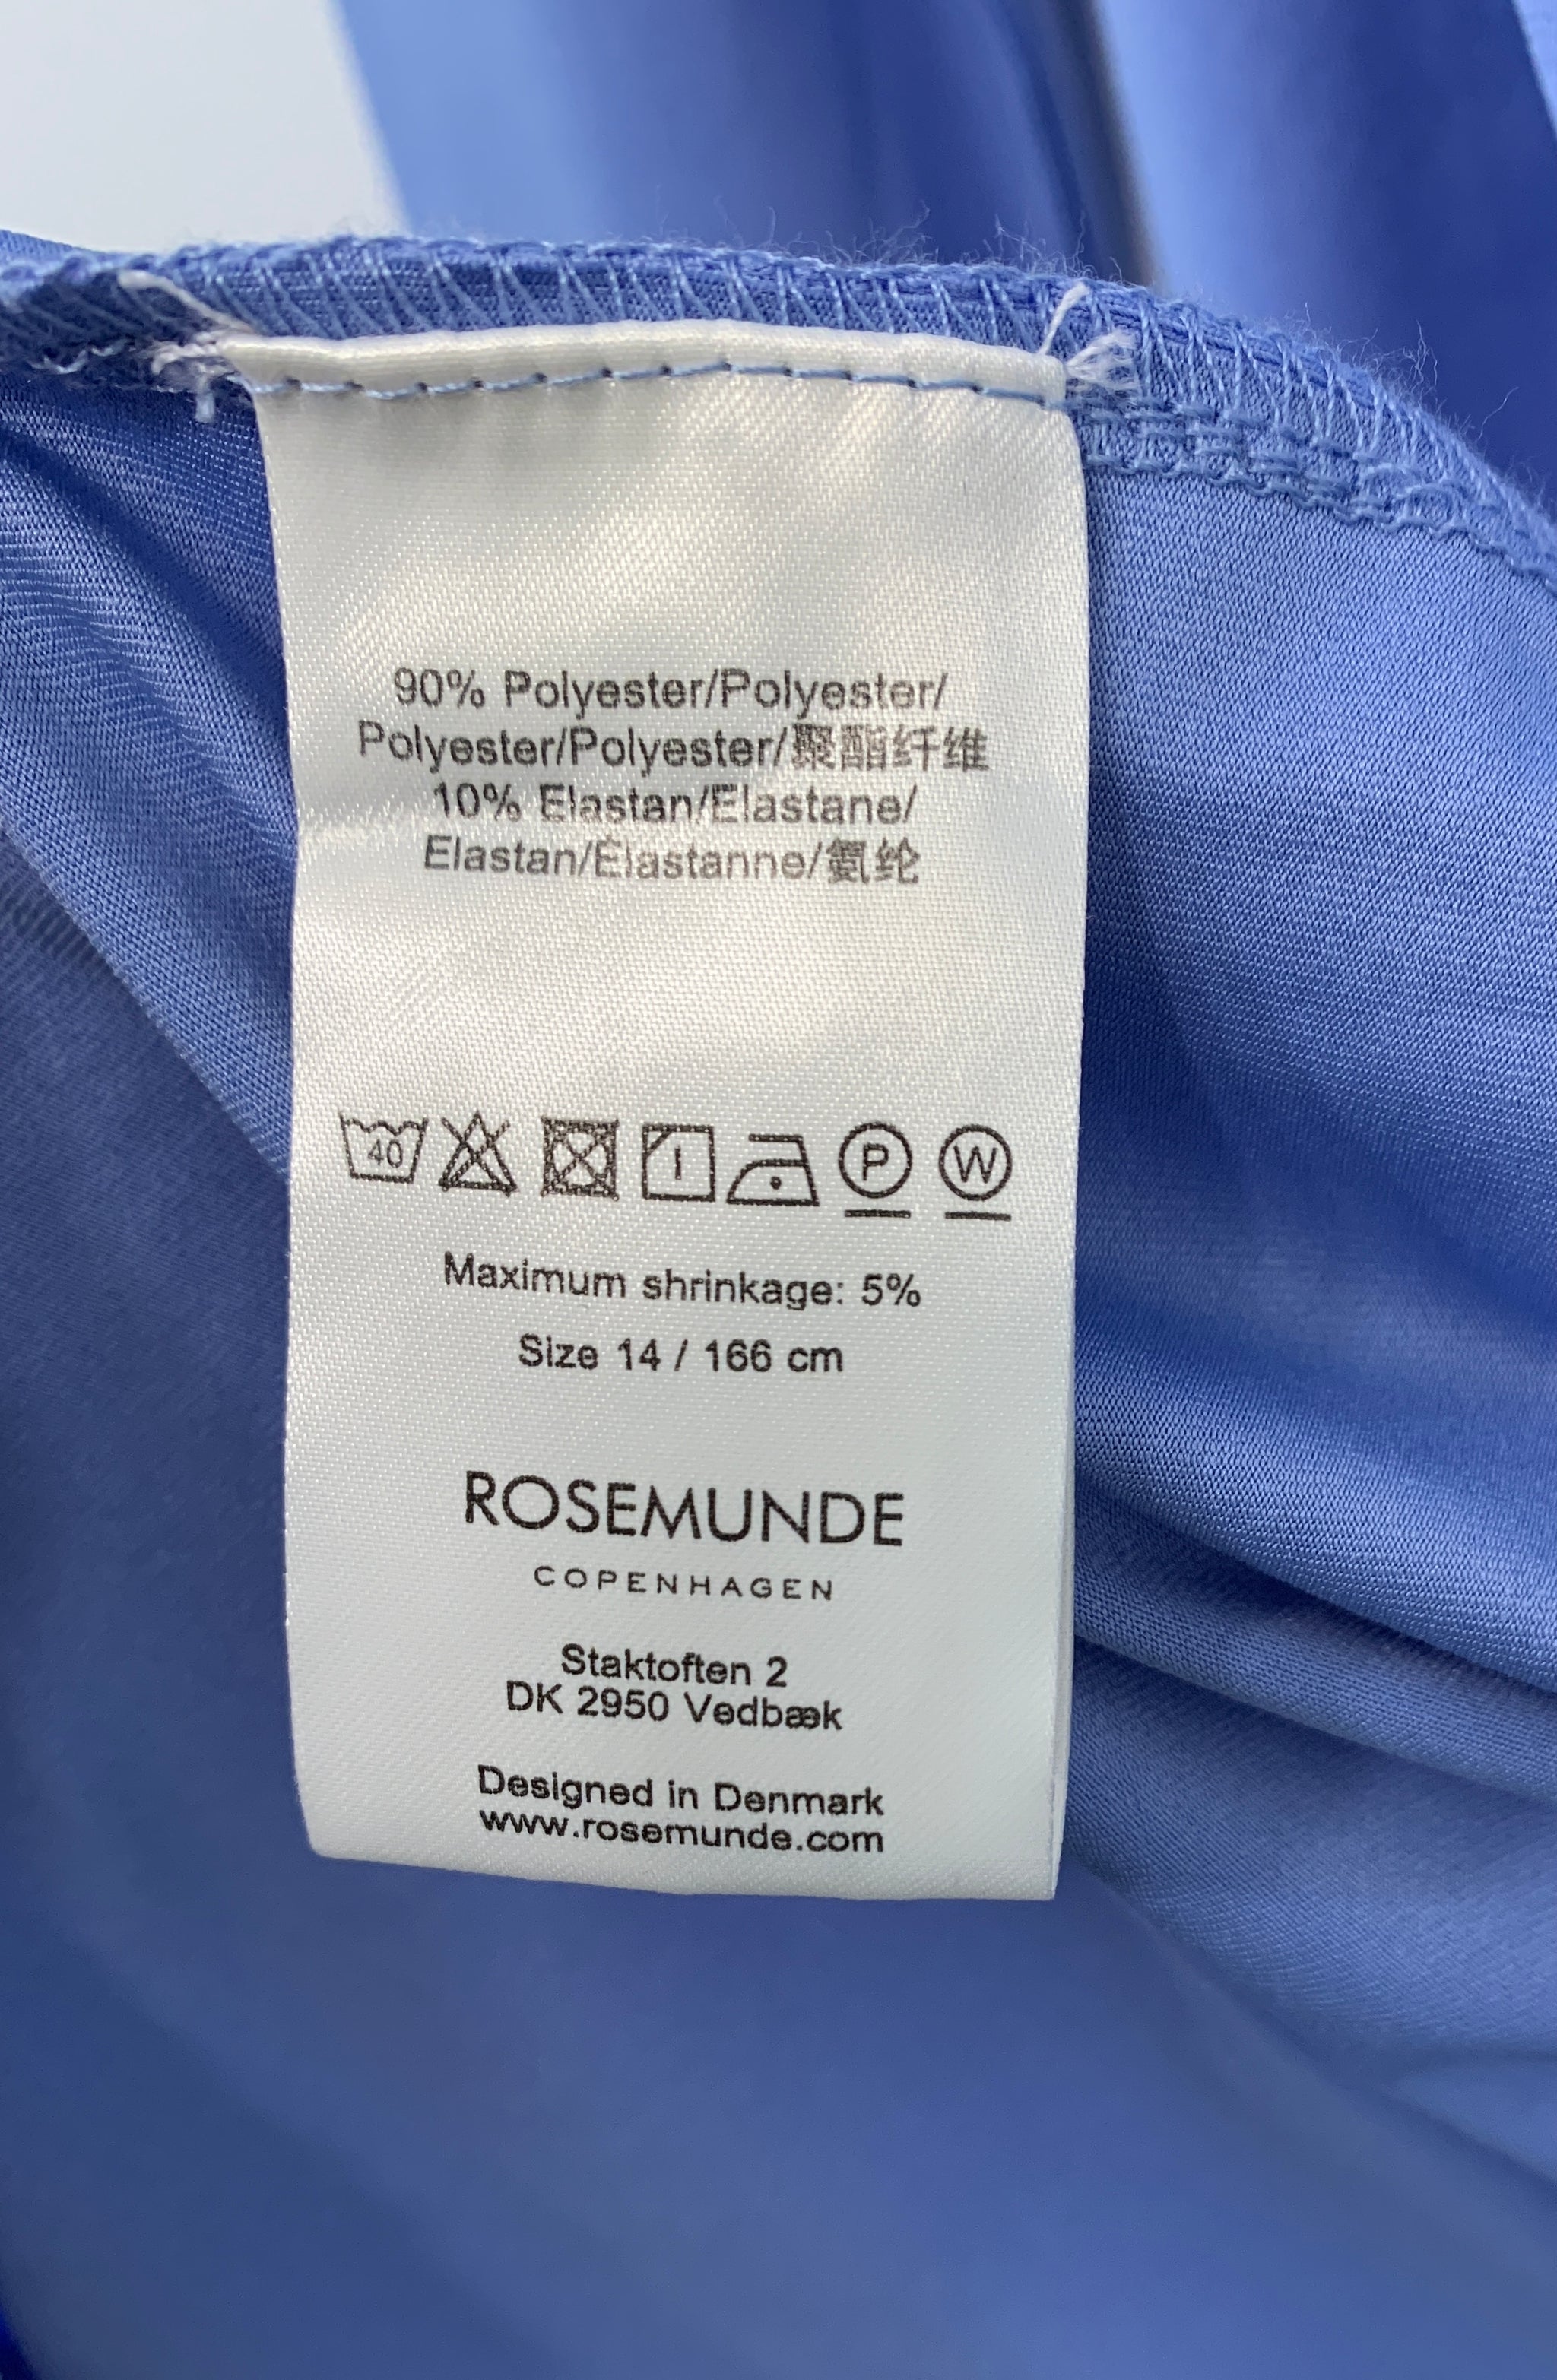 90% Polyester/Polyester/
Polyester/Polyester/聚酯纤维
10% Elastan/Elastane/
Elastan/Élastanne/氨纶
40 I P W
Maximum shrinkage: 5%
Size 14 / 166 cm
ROSEMUNDE
COPENHAGEN
Staktoften 2
DK 2950 Vedbæk
Designed in Denmark
www.rosemunde.com